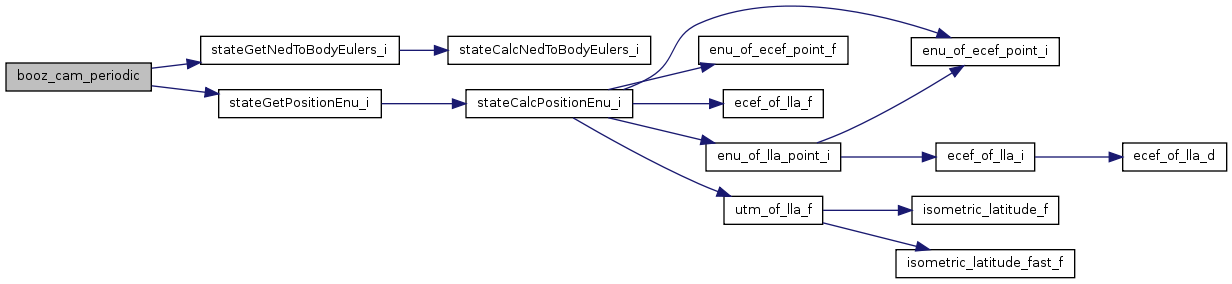 booz_cam_periodic
stateGetNedToBodyEulers_i
stateCalcNedToBodyEulers_i
stateGetPositionEnu_i
stateCalcPositionEnu_i
enu_of_ecef_point_f
enu_of_ecef_point_i
ecef_of_lla_f
enu_of_lla_point_i
ecef_of_lla_i
ecef_of_lla_d
utm_of_lla_f
isometric_latitude_f
isometric_latitude_fast_f